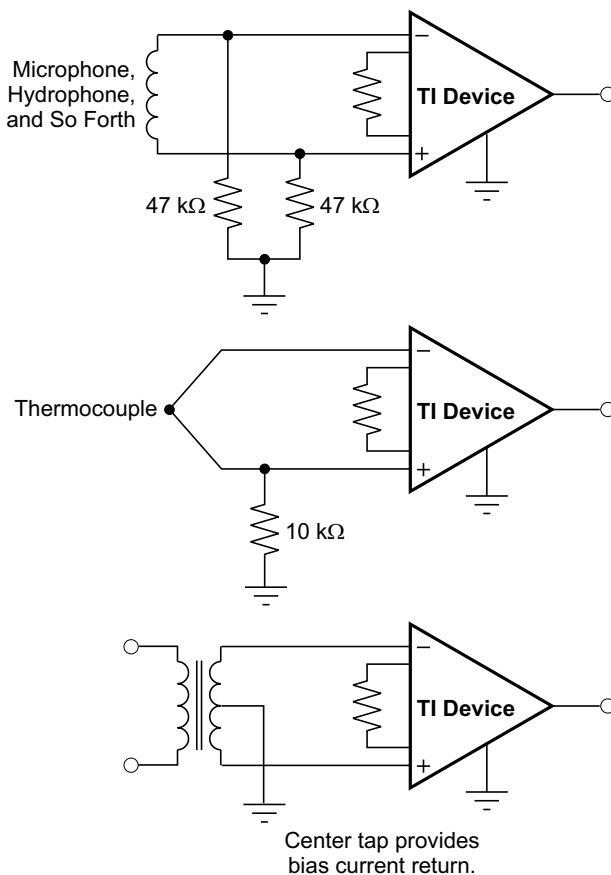 Microphone,
Hydrophone,
and So Forth
−
TI Device
+
47 kΩ
47 kΩ
Thermocouple
−
TI Device
+
10 kΩ
−
TI Device
+
Center tap provides
bias current return.